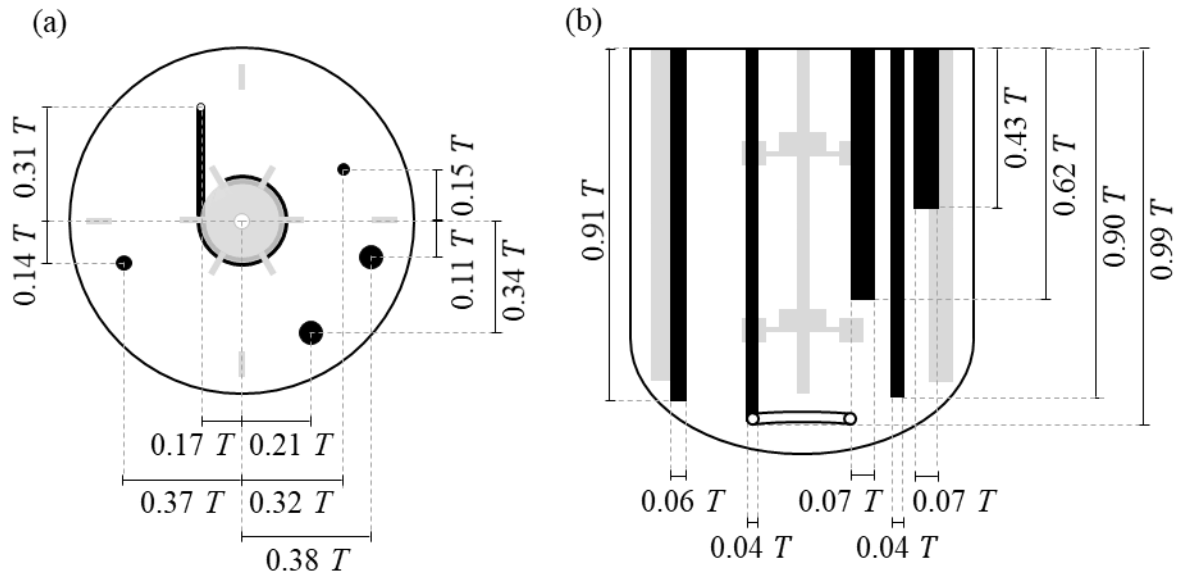 (a)
0.31 T
0.14 T
0.15 T
0.11 T
0.34 T
0.17 T
0.21 T
0.37 T
0.32 T
0.38 T
(b)
0.91 T
0.43 T
0.62 T
0.90 T
0.99 T
0.06 T
0.07 T
0.07 T
0.04 T
0.04 T